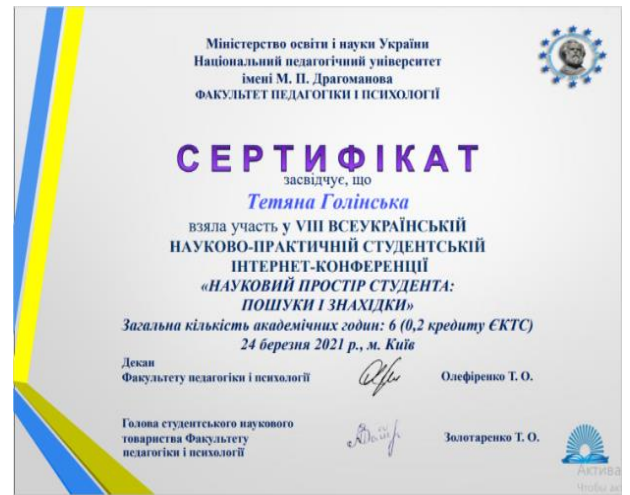 Міністерство освіти і науки України
Національний педагогічний університет
імені М. П. Драгоманова
ФАКУЛЬТЕТ ПЕДАГОГІКИ І ПСИХОЛОГІЇ
СЕРТИФІКАТ
засвідчує, що
Тетяна Голінська
взяла участь у VIII ВСЕУКРАЇНСЬКІЙ
НАУКОВО-ПРАКТИЧНІЙ СТУДЕНТСЬКІЙ
ІНТЕРНЕТ-КОНФЕРЕНЦІЇ
«НАУКОВИЙ ПРОСТІР СТУДЕНТА:
ПОШУКИ І ЗНАХІДКИ»
Загальна кількість академічних годин: 6 (0,2 кредиту ЄКТС)
24 березня 2021 р., м. Київ
Декан
Факультету педагогіки і психології
Олефіренко Т. О.
Голова студентського наукового
товариства Факультету
педагогіки і психології
Золотаренко Т. О.
Актива
Чтобы ак